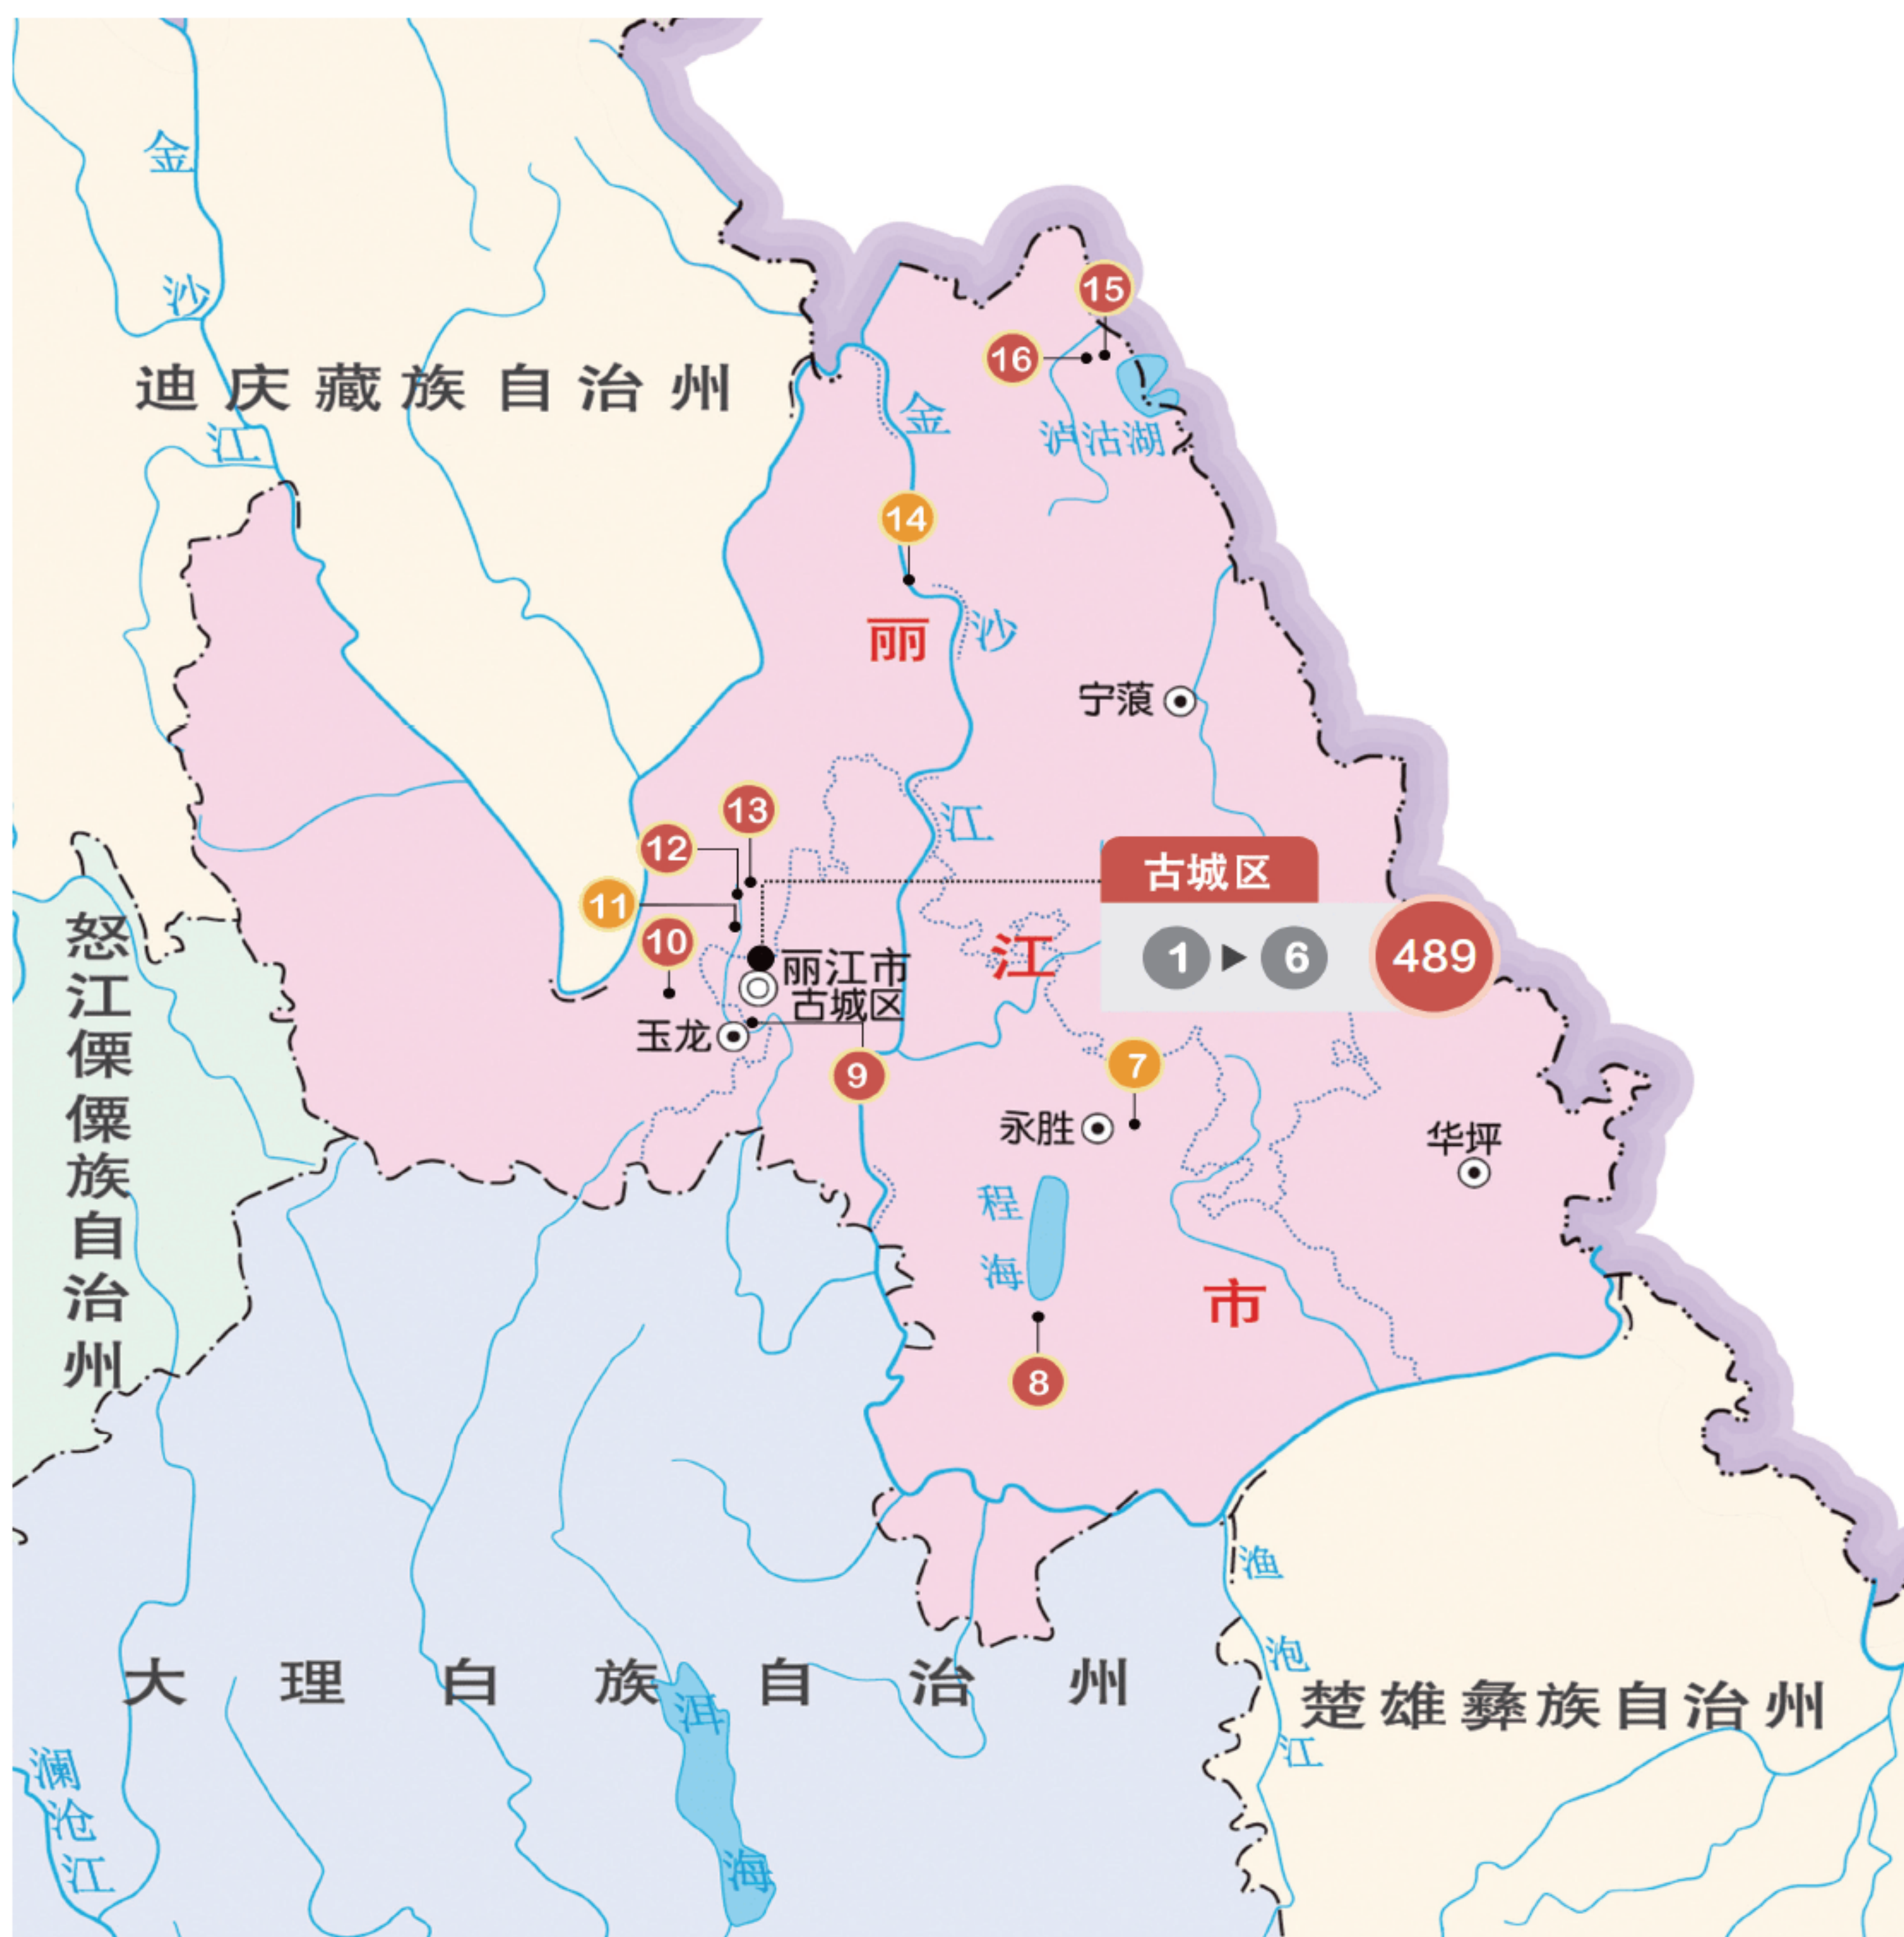 金
沙
江
迪庆藏族自治州
15
16
金
泸沽湖
14
丽
沙
宁蒗
13
12
江
11
10
古城区
1 ▶ 6
489
江
丽江市
古城区
玉龙
9
7
永胜
华坪
程
海
市
8
怒江傈僳族自治州
大理白族自治州
洱
海
澜
沧
江
渔
泡
江
楚雄彝族自治州